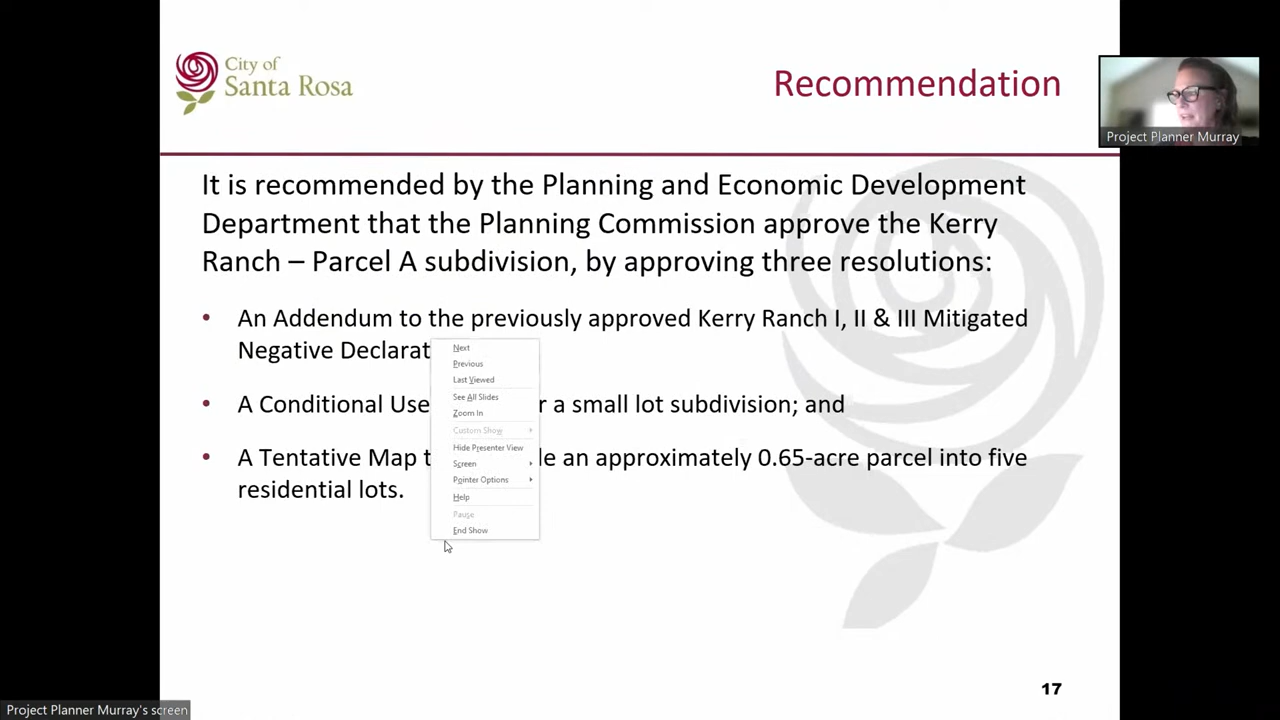 City of
Santa Rosa
Recommendation
Project Planner Murray
It is recommended by the Planning and Economic Development
Department that the Planning Commission approve the Kerry
Ranch – Parcel A subdivision, by approving three resolutions:
• An Addendum to the previously approved Kerry Ranch I, II & III Mitigated
Negative Declarat
• A Conditional Use r a small lot subdivision; and
• A Tentative Map t le an approximately 0.65-acre parcel into five
residential lots.
Next
Previous
Last Viewed
See All Slides
Zoom In
Custom Show
Hide Presenter View
Screen
Pointer Options
Help
Pause
End Show
17
Project Planner Murray's screen